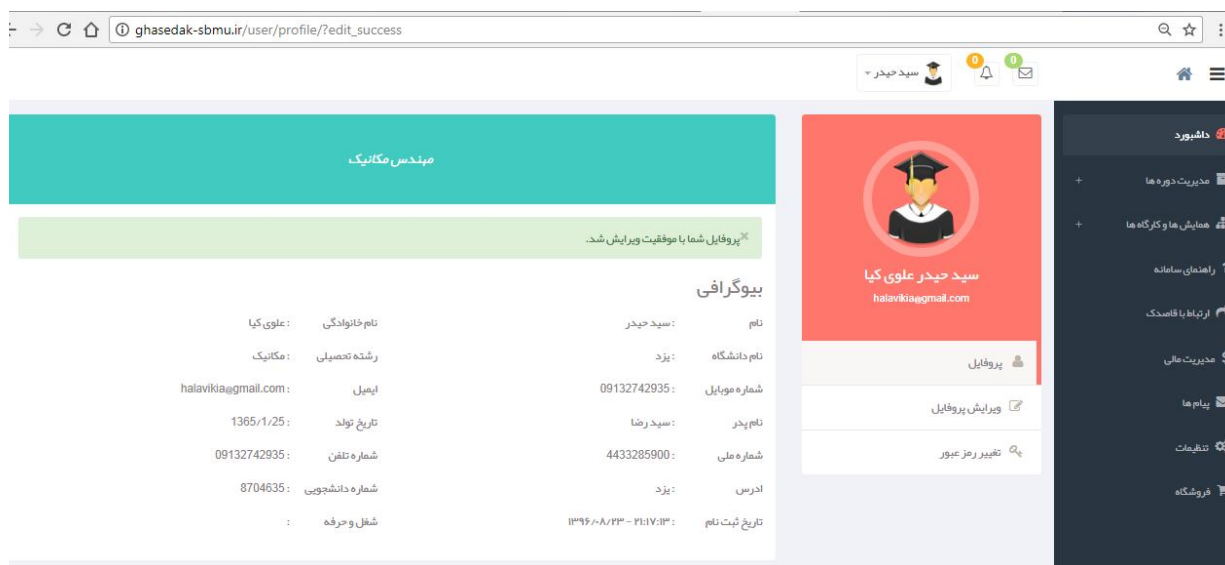 ghasedak-sbmu.ir/user/profile/?edit_success
0
0
سید حیدر
داشبورد
مدیریت دوره ها +
همایش ها و کارگاه ها +
راهنمای سامانه
ارتباط با قاصدک
مدیریت مالی
پیام ها
تنظیمات
فروشگاه
سید حیدر علوی کیا
halavikia@gmail.com
پروفایل
ویرایش پروفایل
تغییر رمز عبور
مهندس مکانیک
×پروفایل شما با موفقیت ویرایش شد.
بیوگرافی
نام : سید حیدر نام خانوادگی : علوی کیا
نام دانشگاه : یزد رشته تحصیلی : مکانیک
شماره موبایل : 09132742935 ایمیل : halavikia@gmail.com
نام پدر : سید رضا تاریخ تولد : 1365/1/25
شماره ملی : 4433285900 شماره تلفن : 09132742935
ادرس : یزد شماره دانشجویی : 8704635
تاریخ ثبت نام : ۱۳۹۶/۰۸/۲۳ - ۲۱:۱۷:۱۳ شغل و حرفه :